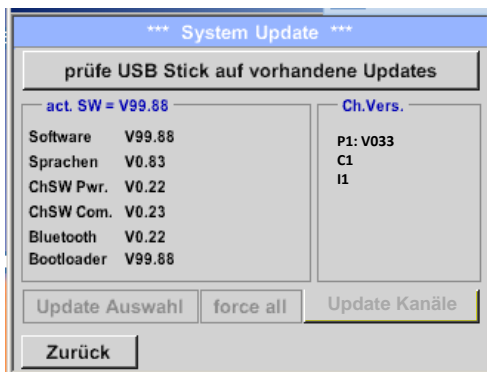 *** System Update ***
prüfe USB Stick auf vorhandene Updates
act. SW = V99.88
Software V99.88
Sprachen V0.83
ChSW Pwr. V0.22
ChSW Com. V0.23
Bluetooth V0.22
Bootloader V99.88
Ch.Vers.
P1: V033
C1
I1
Update Auswahl
force all
Update Kanäle
Zurück